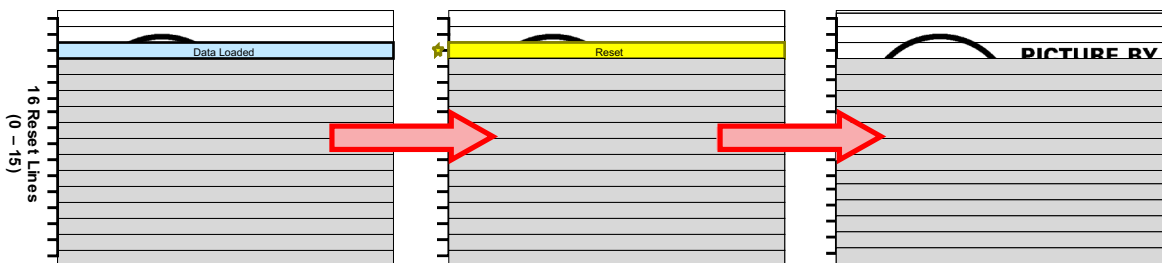 16 Reset Lines
(0 – 15)
Data Loaded
Reset
PICTURE BY